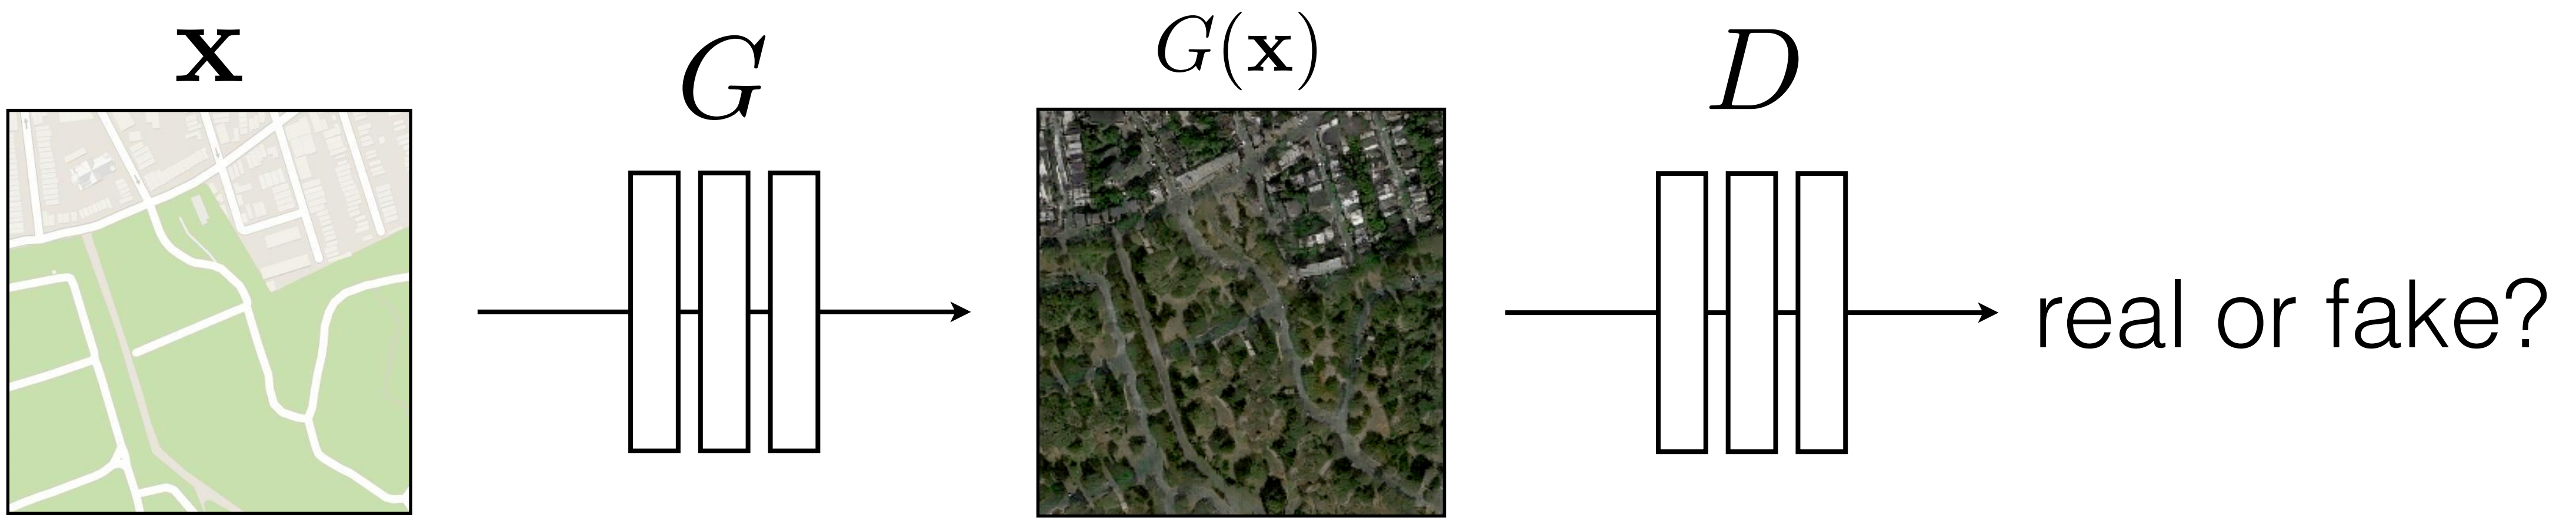 x
G
G(x)
D
real or fake?